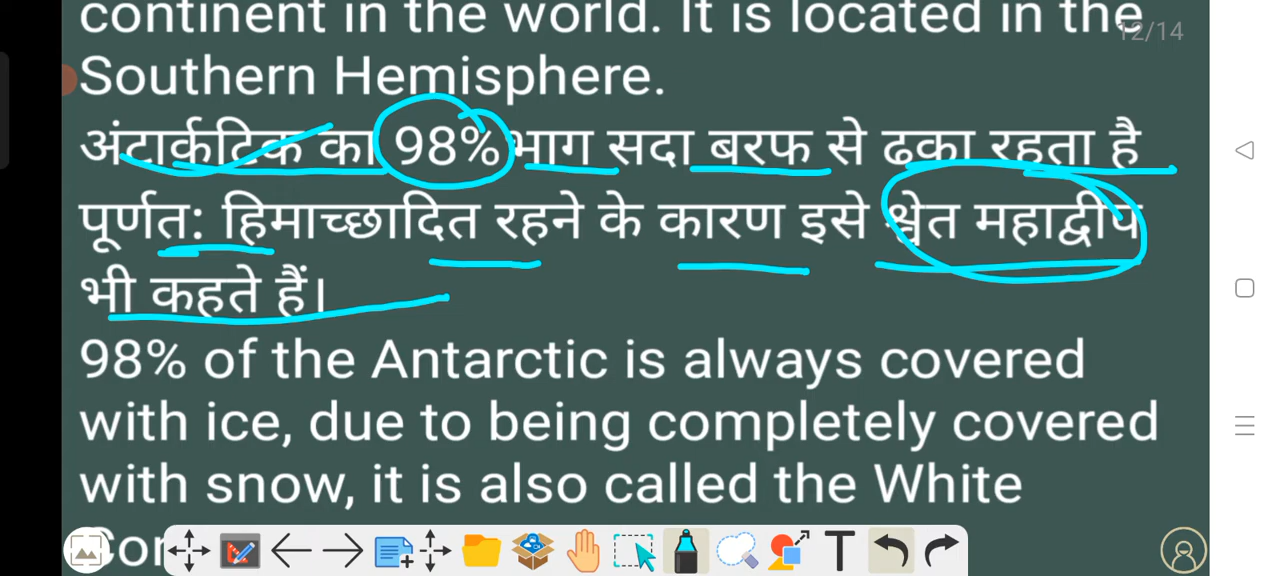 continent in the world. It is located in the
12/14
Southern Hemisphere.
अंटार्कटिक का 98% भाग सदा बरफ से ढका रहता है
पूर्णत: हिमाच्छादित रहने के कारण इसे श्वेत महाद्वीप
भी कहते हैं।
98% of the Antarctic is always covered
with ice, due to being completely covered
with snow, it is also called the White
T